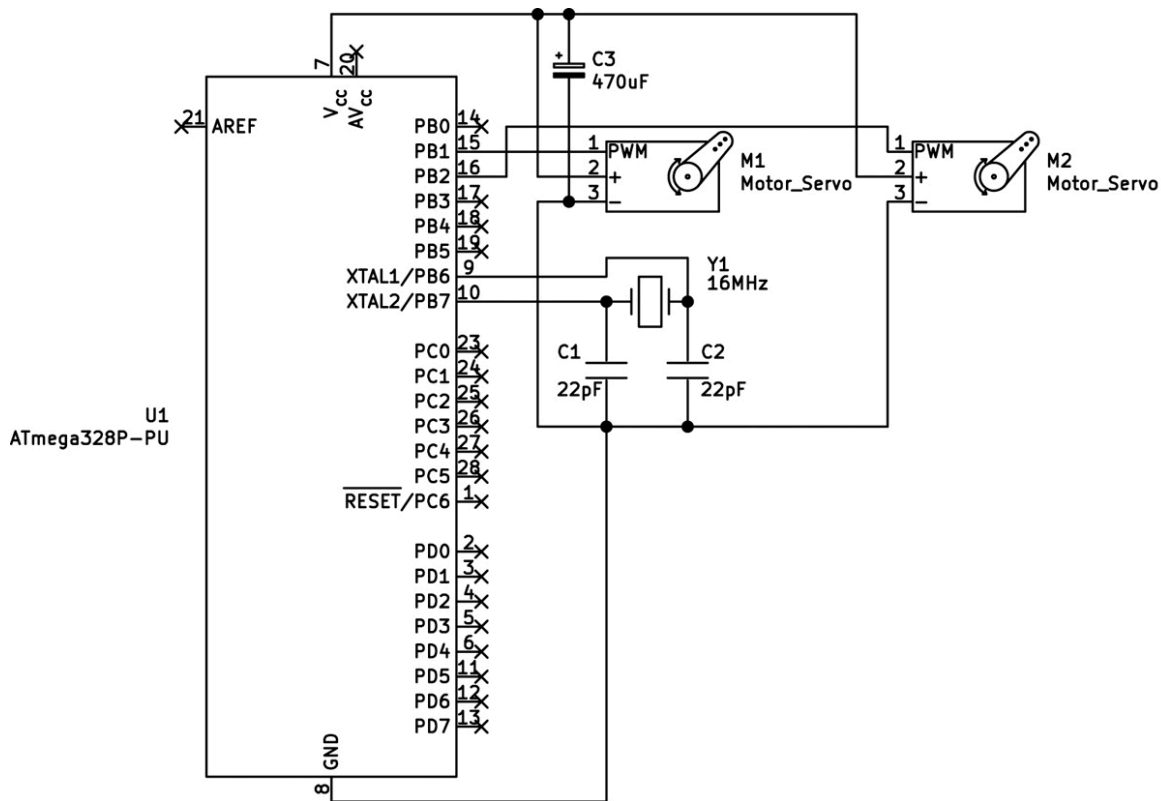 7
20
V_CC
AV_CC
21
AREF
PB0
14
PB1
15
PB2
16
PB3
17
PB4
18
PB5
19
XTAL1/PB6
9
XTAL2/PB7
10
PC0
23
PC1
24
PC2
25
PC3
26
PC4
27
PC5
28
RESET/PC6
1
PD0
2
PD1
3
PD2
4
PD3
5
PD4
6
PD5
11
PD6
12
PD7
13
GND
8
U1
ATmega328P-PU
+
C3
470uF
1
PWM
2
+
3
-
M1
Motor_Servo
1
PWM
2
+
3
-
M2
Motor_Servo
Y1
16MHz
C1
22pF
C2
22pF